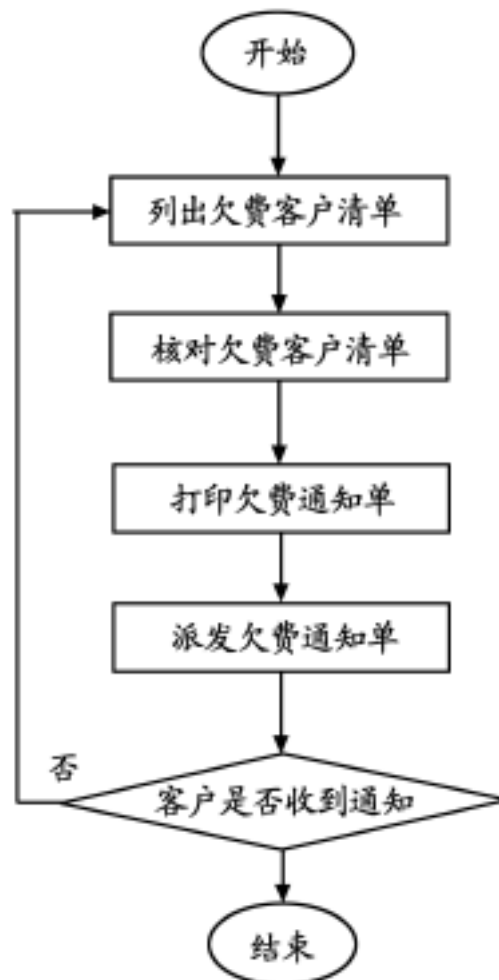 开始
列出欠费客户清单
核对欠费客户清单
打印欠费通知单
派发欠费通知单
否
客户是否收到通知
结束